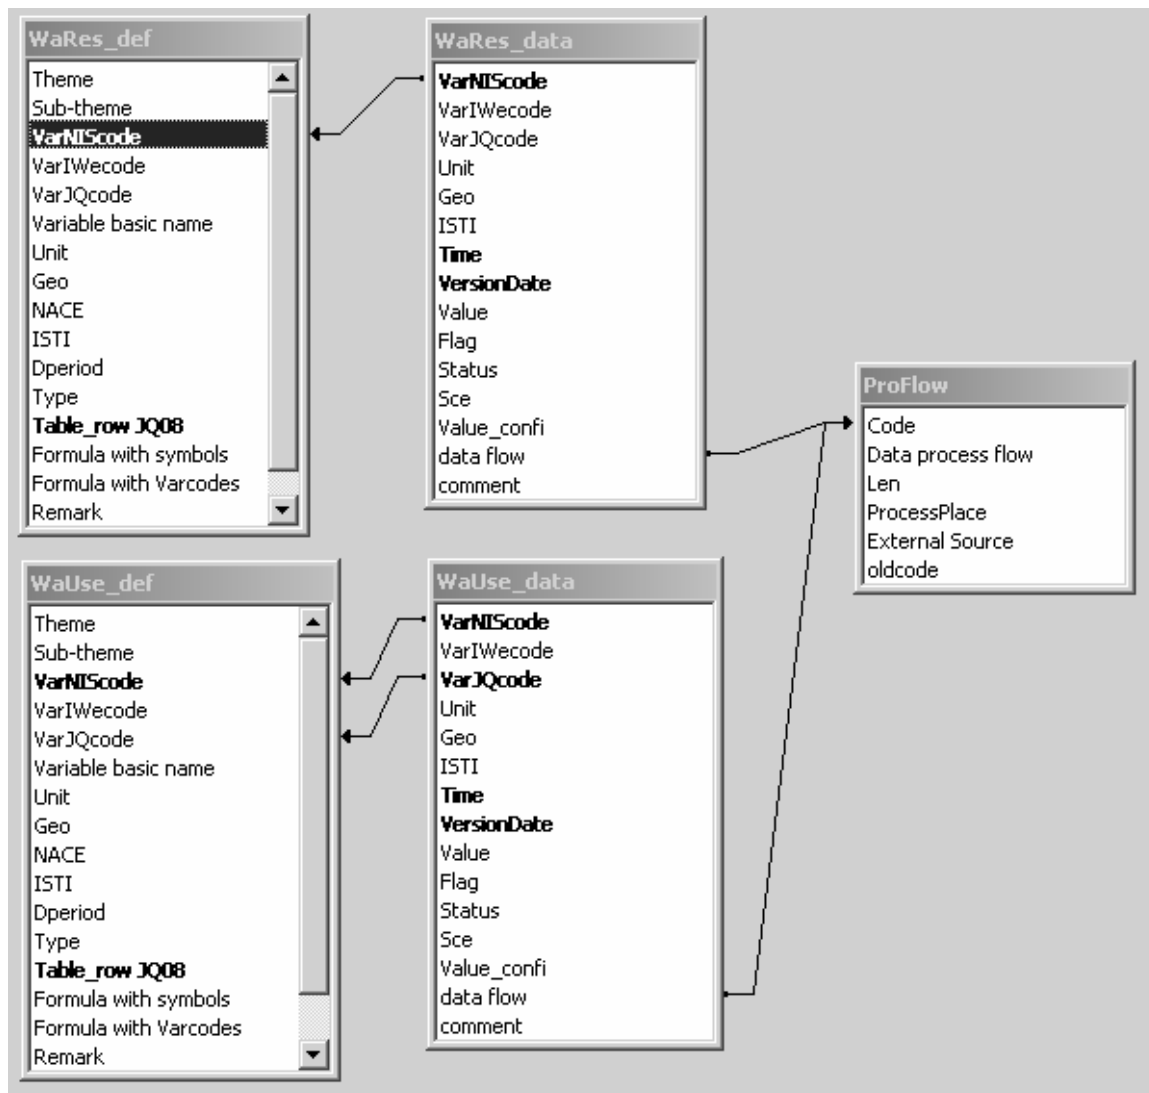 WaRes_def
Theme
Sub-theme
VarNIScode
VarIWecode
VarJQcode
Variable basic name
Unit
Geo
NACE
ISTI
Dperiod
Type
Table_row JQ08
Formula with symbols
Formula with Varcodes
Remark
WaRes_data
VarNIScode
VarIWecode
VarJQcode
Unit
Geo
ISTI
Time
VersionDate
Value
Flag
Status
Sce
Value_confi
data flow
comment
ProFlow
Code
Data process flow
Len
ProcessPlace
External Source
oldcode
WaUse_def
Theme
Sub-theme
VarNIScode
VarIWecode
VarJQcode
Variable basic name
Unit
Geo
NACE
ISTI
Dperiod
Type
Table_row JQ08
Formula with symbols
Formula with Varcodes
Remark
WaUse_data
VarNIScode
VarIWecode
VarJQcode
Unit
Geo
ISTI
Time
VersionDate
Value
Flag
Status
Sce
Value_confi
data flow
comment